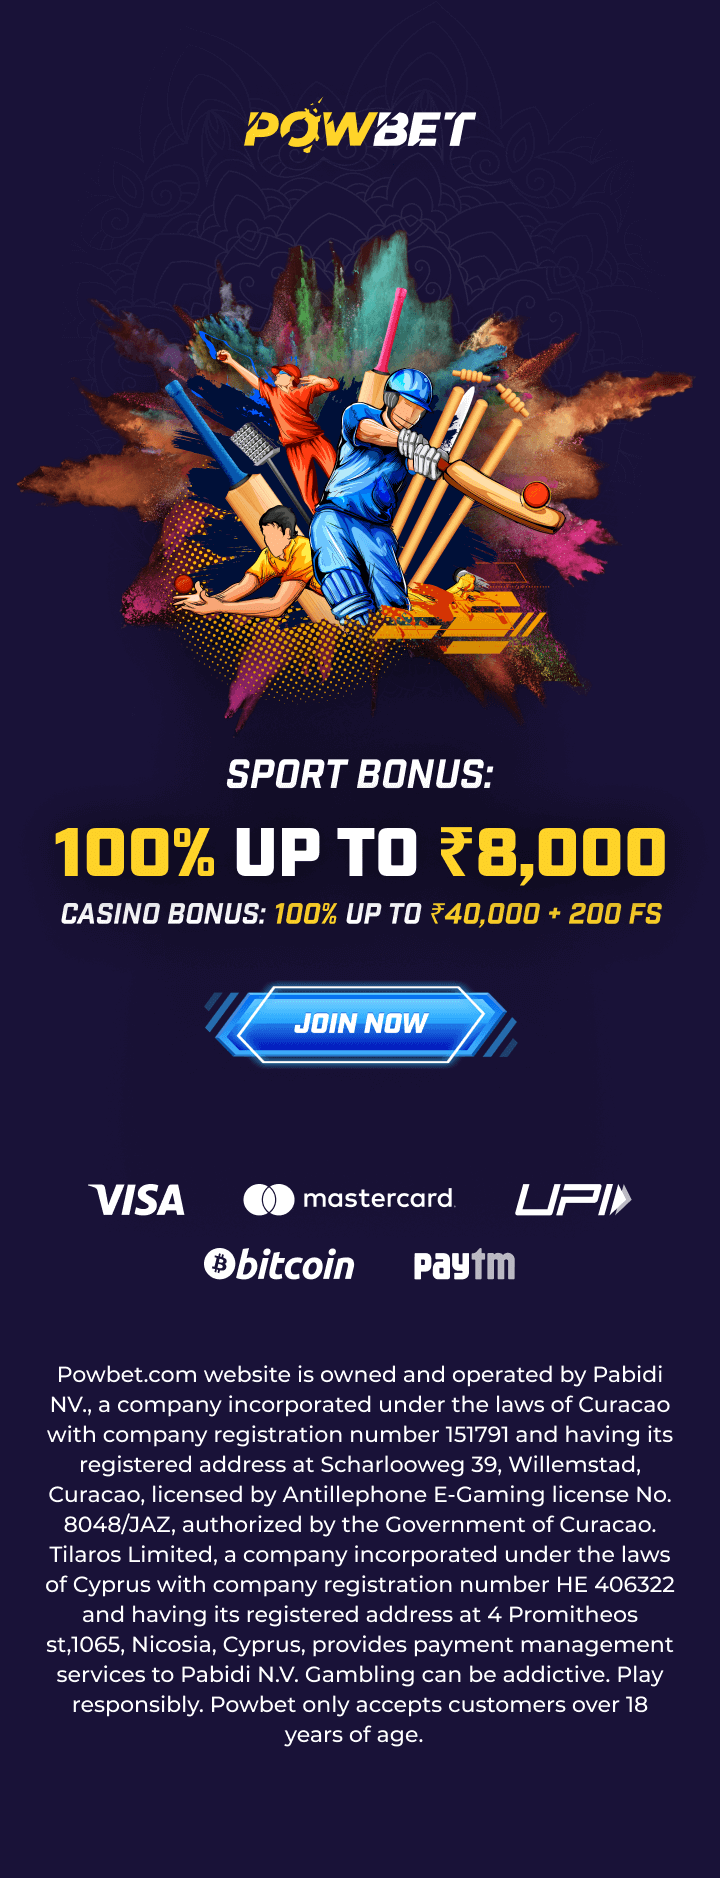 POWBET
SPORT BONUS:
100% UP TO ₹8,000
CASINO BONUS: 100% UP TO ₹40,000 + 200 FS
JOIN NOW
VISA mastercard. UPI
bitcoin paytm
Powbet.com website is owned and operated by Pabidi
NV., a company incorporated under the laws of Curacao
with company registration number 151791 and having its
registered address at Scharlooweg 39, Willemstad,
Curacao, licensed by Antillephone E-Gaming license No.
8048/JAZ, authorized by the Government of Curacao.
Tilaros Limited, a company incorporated under the laws
of Cyprus with company registration number HE 406322
and having its registered address at 4 Promitheos
st,1065, Nicosia, Cyprus, provides payment management
services to Pabidi N.V. Gambling can be addictive. Play
responsibly. Powbet only accepts customers over 18
years of age.